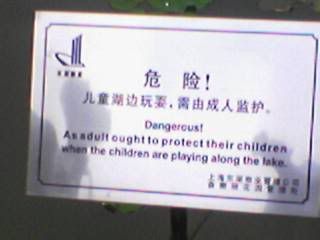 危 险！
儿童湖边玩耍，需由成人监护。
Dangerous!
As adult ought to protect their children
when the children are playing along the lake.